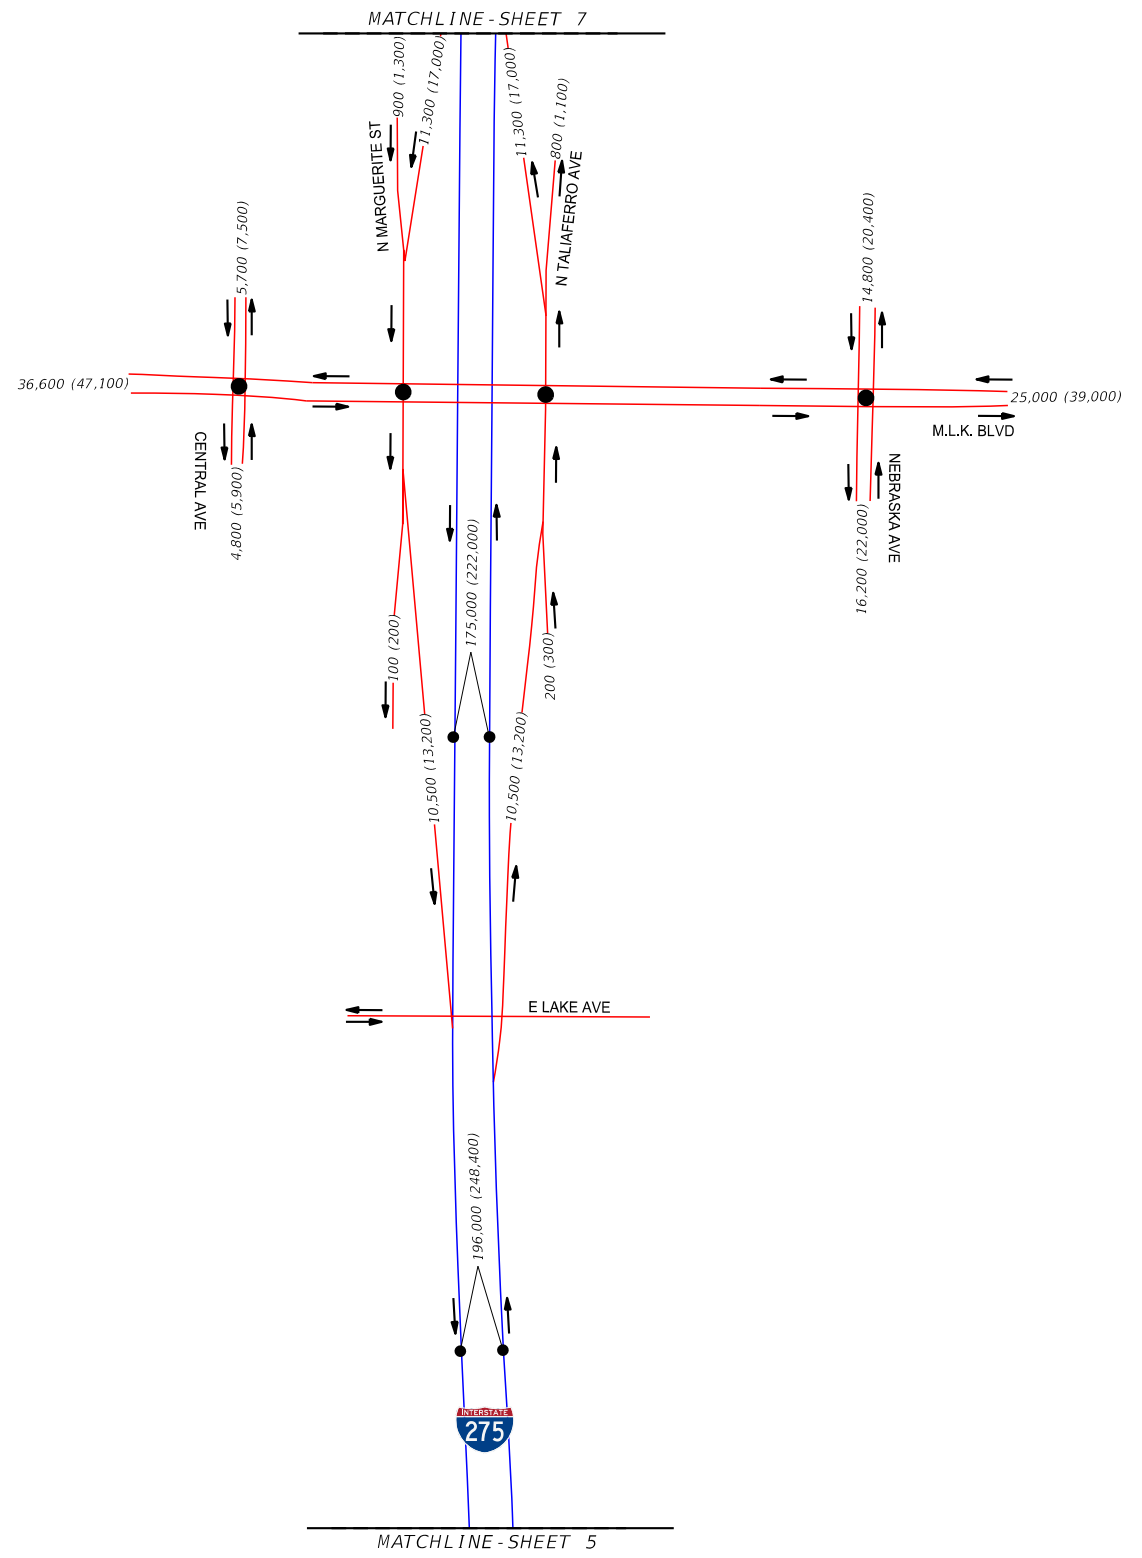 MATCHLINE-SHEET 7
900 (1,300)
11,300 (17,000)
11,300 (17,000)
800 (1,100)
N MARGUERITE ST
N TALIAFERRO AVE
5,700 (7,500)
14,800 (20,400)
36,600 (47,100)
25,000 (39,000)
M.L.K. BLVD
CENTRAL AVE
4,800 (5,900)
NEBRASKA AVE
16,200 (22,000)
175,000 (222,000)
100 (200)
200 (300)
10,500 (13,200)
10,500 (13,200)
E LAKE AVE
196,000 (248,400)
INTERSTATE
275
MATCHLINE-SHEET 5